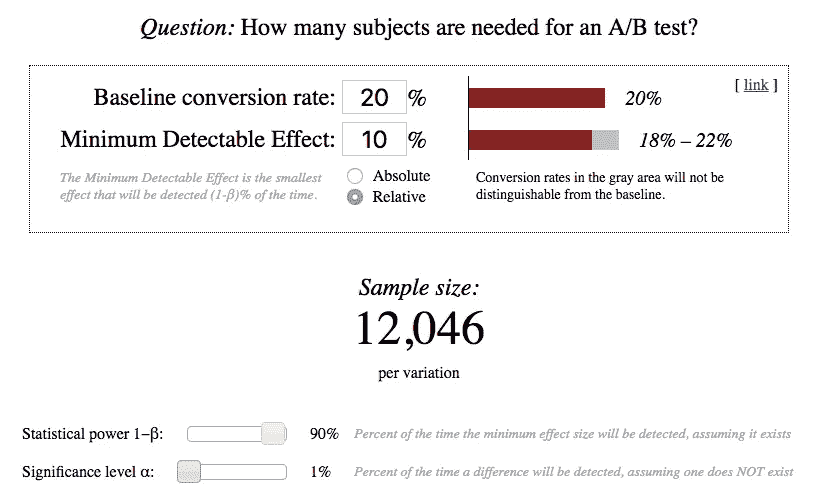 Question: How many subjects are needed for an A/B test?
[ link ]
Baseline conversion rate: 20 % 20%
Minimum Detectable Effect: 10 % 18% – 22%
The Minimum Detectable Effect is the smallest
effect that will be detected (1-β)% of the time.
Absolute
Relative
Conversion rates in the gray area will not be
distinguishable from the baseline.
Sample size:
12,046
per variation
Statistical power 1−β: 90% Percent of the time the minimum effect size will be detected, assuming it exists
Significance level α: 1% Percent of the time a difference will be detected, assuming one does NOT exist